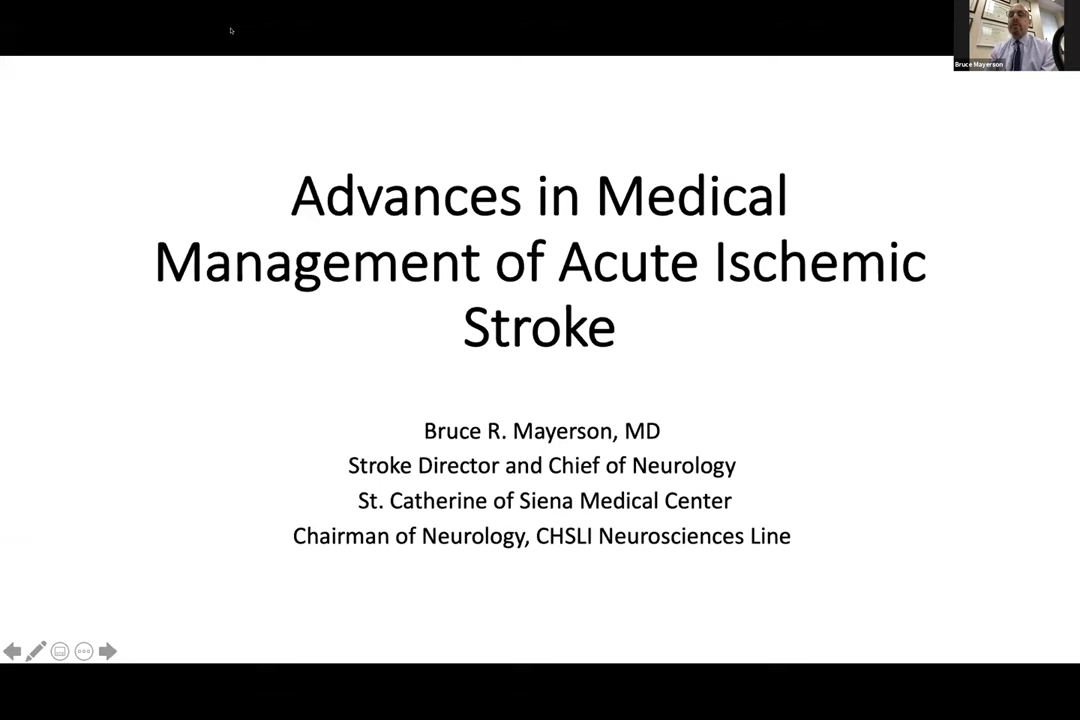 Bruce Mayerson
Advances in Medical
Management of Acute Ischemic
Stroke
Bruce R. Mayerson, MD
Stroke Director and Chief of Neurology
St. Catherine of Siena Medical Center
Chairman of Neurology, CHSLI Neurosciences Line